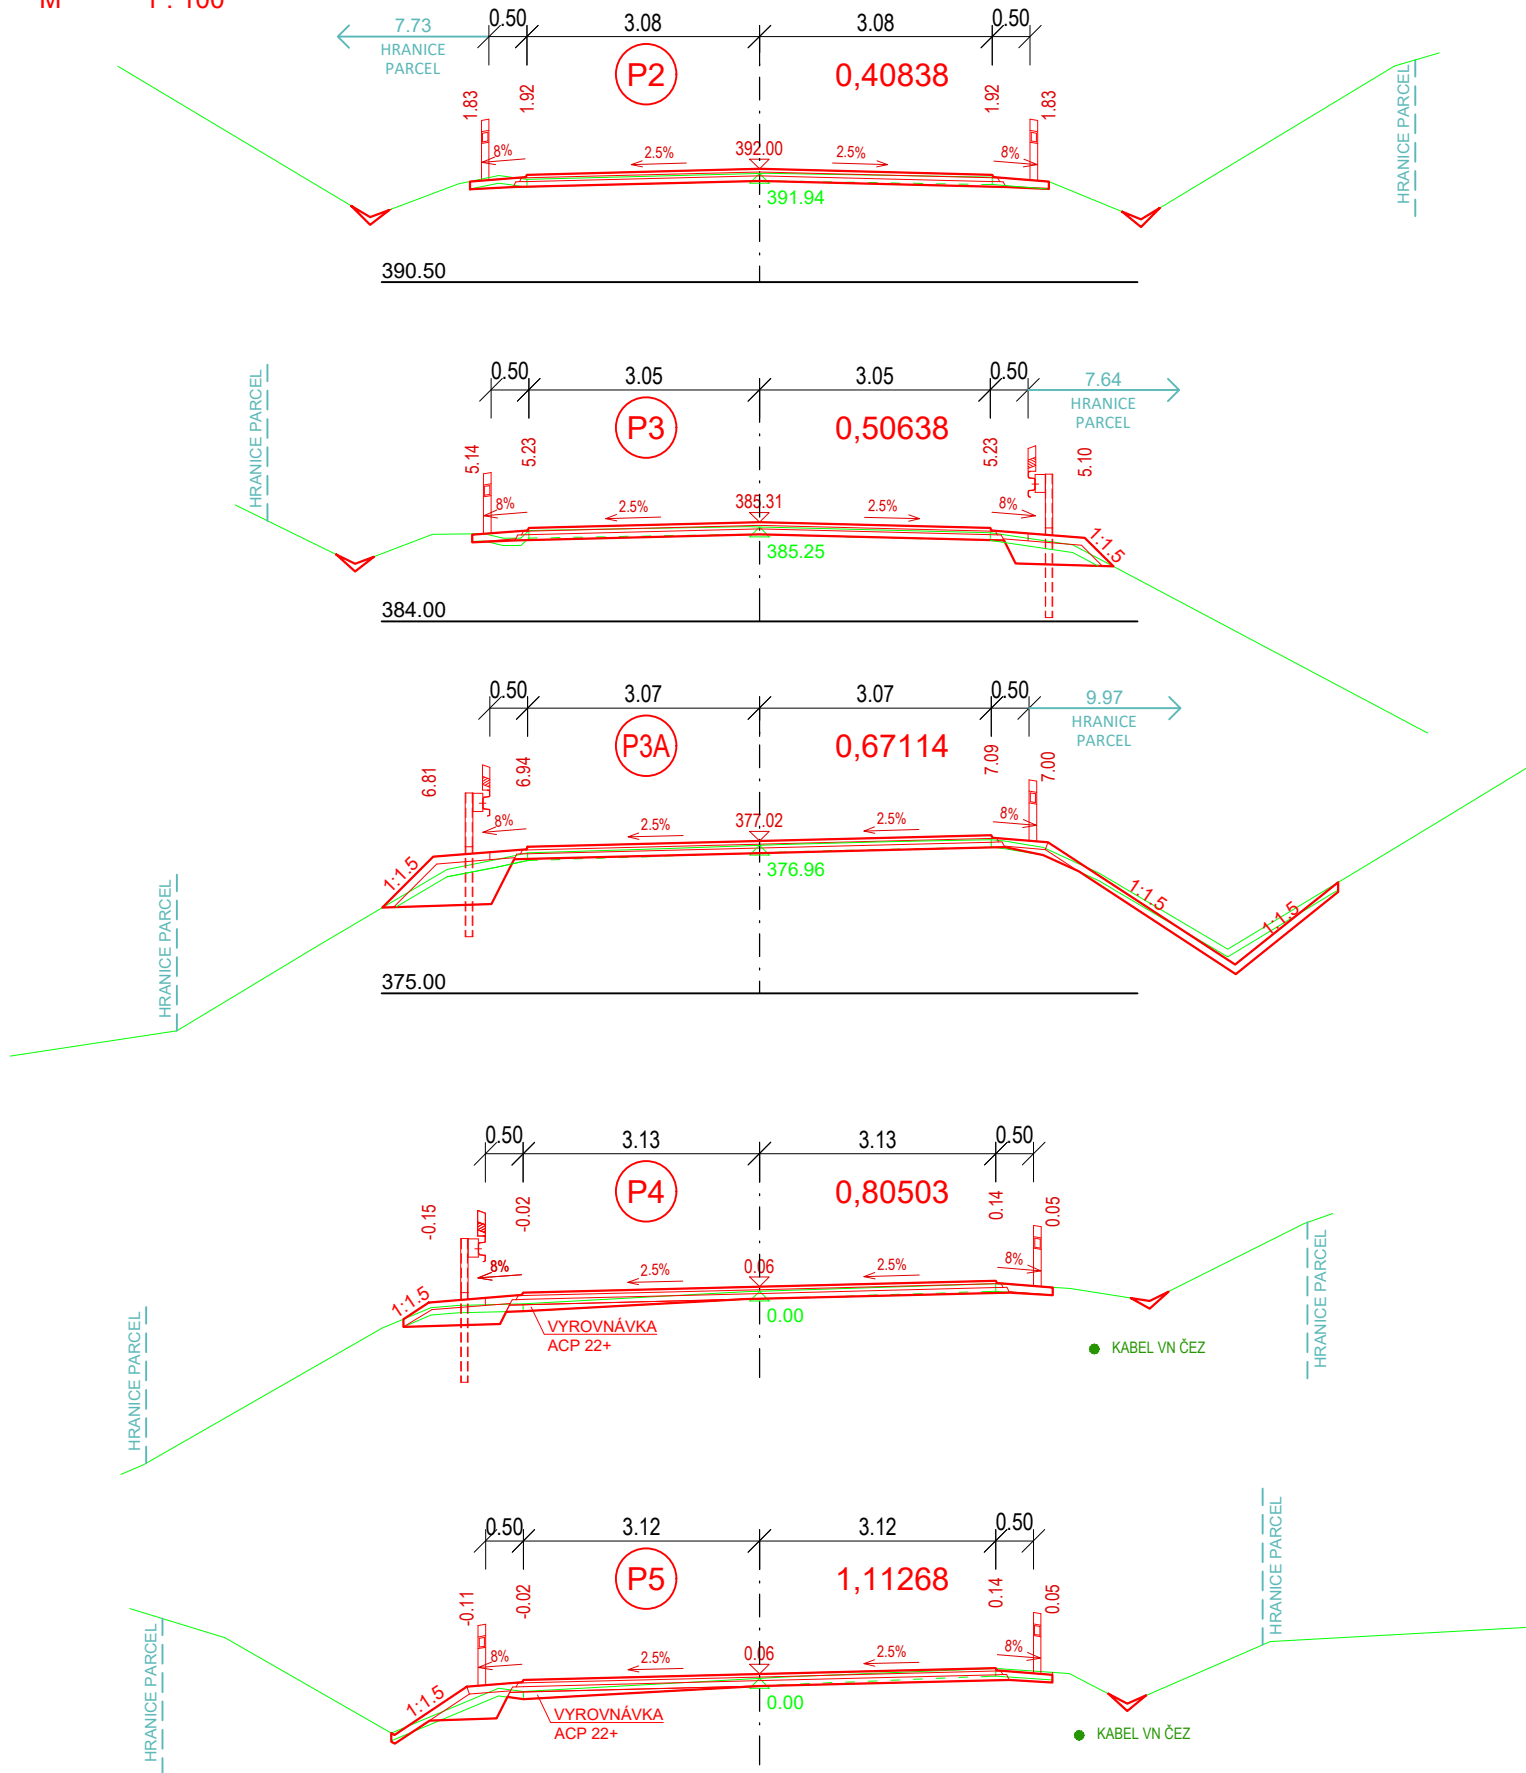 M 1 : 100
0.50 3.08 3.08 0.50
7.73
HRANICE
PARCEL
P2 0,40838
HRANICE PARCEL
1.83 1.92 1.92 1.83
8% 2.5% 392.00 2.5% 8%
391.94
390.50
0.50 3.05 3.05 0.50
7.64
HRANICE
PARCEL
HRANICE PARCEL
P3 0,50638
5.14 5.23 5.23 5.10
8% 2.5% 385.31 2.5% 8%
1:1.5
385.25
384.00
0.50 3.07 3.07 0.50
9.97
HRANICE
PARCEL
P3A 0,67114
6.81 6.94 7.09 7.00
8% 2.5% 377.02 2.5% 8%
376.96
1:1.5 1:1.5 1:1.5
HRANICE PARCEL
375.00
0.50 3.13 3.13 0.50
P4 0,80503
-0.15 -0.02 0.14 0.05
8% 2.5% 0.06 2.5% 8%
1:1.5
0.00
VYROVNÁVKA
ACP 22+
KABEL VN ČEZ
HRANICE PARCEL
HRANICE PARCEL
0.50 3.12 3.12 0.50
P5 1,11268
HRANICE PARCEL
-0.11 -0.02 0.14 0.05
8% 2.5% 0.06 2.5% 8%
1:1.5
0.00
VYROVNÁVKA
ACP 22+
KABEL VN ČEZ
HRANICE PARCEL